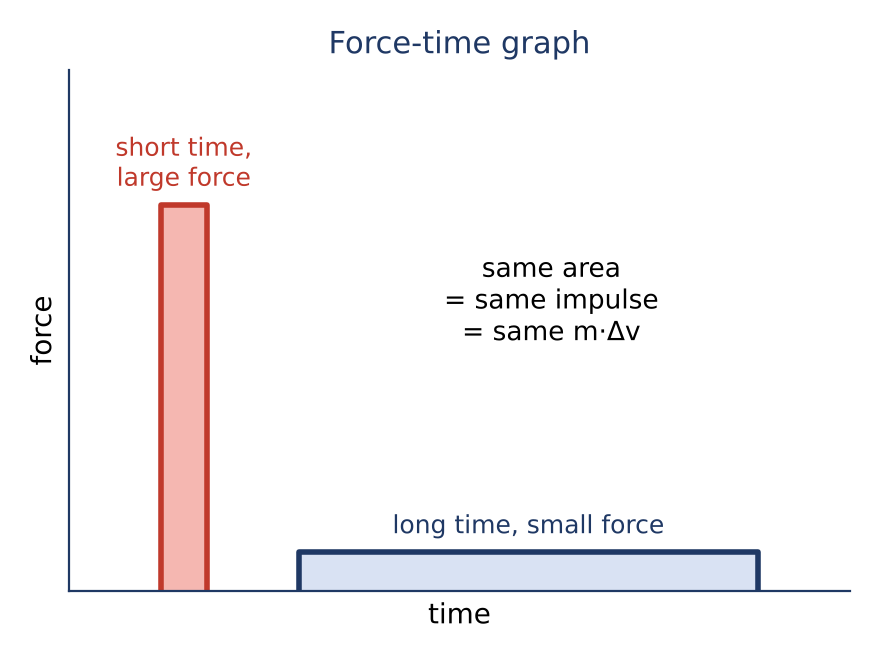 Force-time graph
short time,
large force
same area
= same impulse
= same m·Δv
force
long time, small force
time